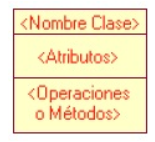 <Nombre Clase>
<Atributos>
<Operaciones
o Métodos>